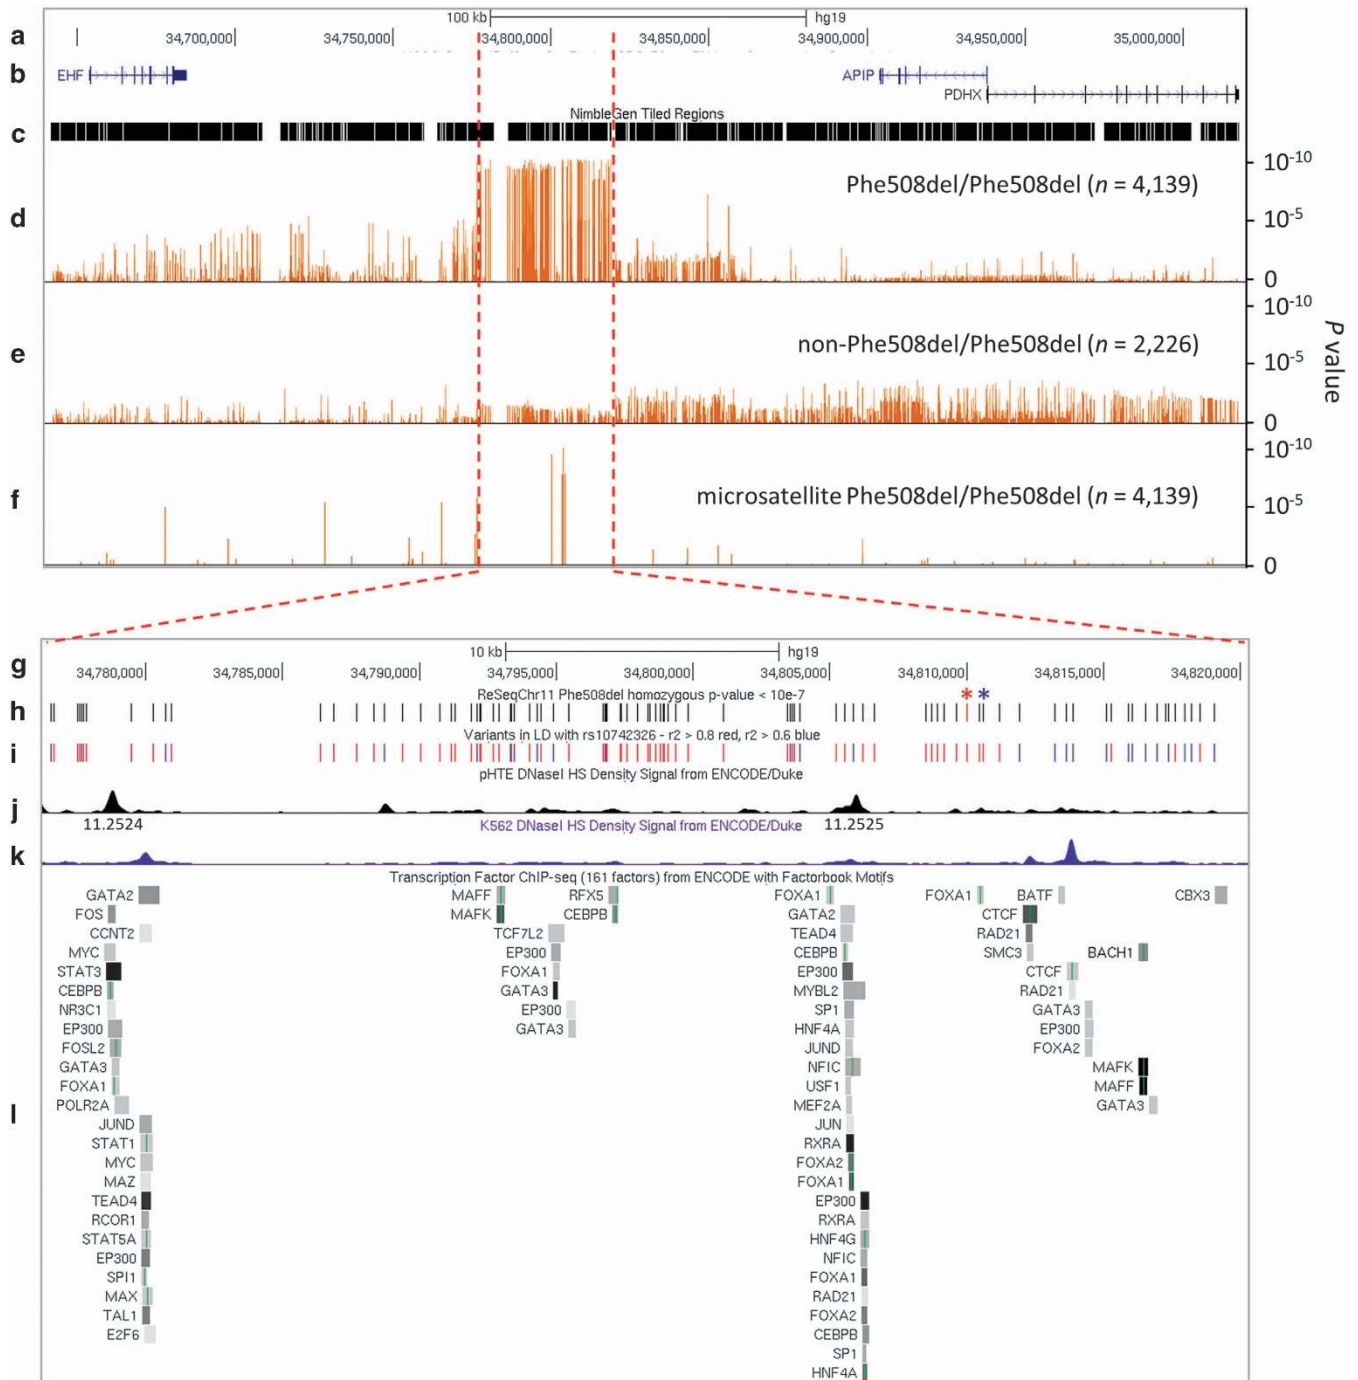 100 kb hg19
a 34,700,000 34,750,000 34,800,000 34,850,000 34,900,000 34,950,000 35,000,000
b EHF APIP
PDHX
NimbleGen Tiled Regions
c
10-10
Phe508del/Phe508del (n = 4,139)
d 10-5
0
10-10
non-Phe508del/Phe508del (n = 2,226)
e 10-5
0
P value
10-10
f microsatellite Phe508del/Phe508del (n = 4,139) 10-5
0
10 kb hg19
g 34,780,000 34,785,000 34,790,000 34,795,000 34,800,000 34,805,000 34,810,000 34,815,000 34,820,000
ReSeqChr11 Phe508del homozygous p-value < 10e-7 * *
h
Variants in LD with rs10742326 - r2 > 0.8 red, r2 > 0.6 blue
i
pHTE DNaseI HS Density Signal from ENCODE/Duke
j
11.2524 K562 DNaseI HS Density Signal from ENCODE/Duke 11.2525
k
Transcription Factor ChIP-seq (161 factors) from ENCODE with Factorbook Motifs
GATA2 MAFF RFX5 FOXA1 FOXA1 BATF CBX3
FOS MAFK CEBPB GATA2 CTCF
CCNT2 TCF7L2 TEAD4 RAD21
MYC EP300 CEBPB SMC3 BACH1
STAT3 FOXA1 EP300 CTCF
CEBPB GATA3 MYBL2 RAD21
NR3C1 EP300 SP1 GATA3
EP300 GATA3 HNF4A EP300
FOSL2 JUND FOXA2
GATA3 NFIC MAFK
FOXA1 USF1 MAFF
l POLR2A MEF2A GATA3
JUND JUN
STAT1 RXRA
MYC FOXA2
MAZ FOXA1
TEAD4 EP300
RCOR1 RXRA
STAT5A HNF4G
EP300 NFIC
SPI1 FOXA1
MAX RAD21
TAL1 FOXA2
E2F6 CEBPB
SP1
HNF4A